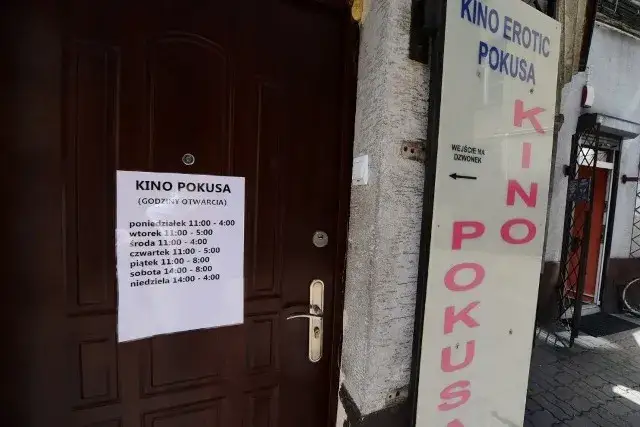 KINO POKUSA
(GODZINY OTWARCIA)
poniedziałek 11:00 - 4:00
wtorek 11:00 - 5:00
środa 11:00 - 4:00
czwartek 11:00 - 5:00
piątek 11:00 - 8:00
sobota 14:00 - 8:00
niedziela 14:00 - 4:00
KINO EROTIC
POKUSA
WEJŚCIE NA
DZWONEK
KINO
POKUSA